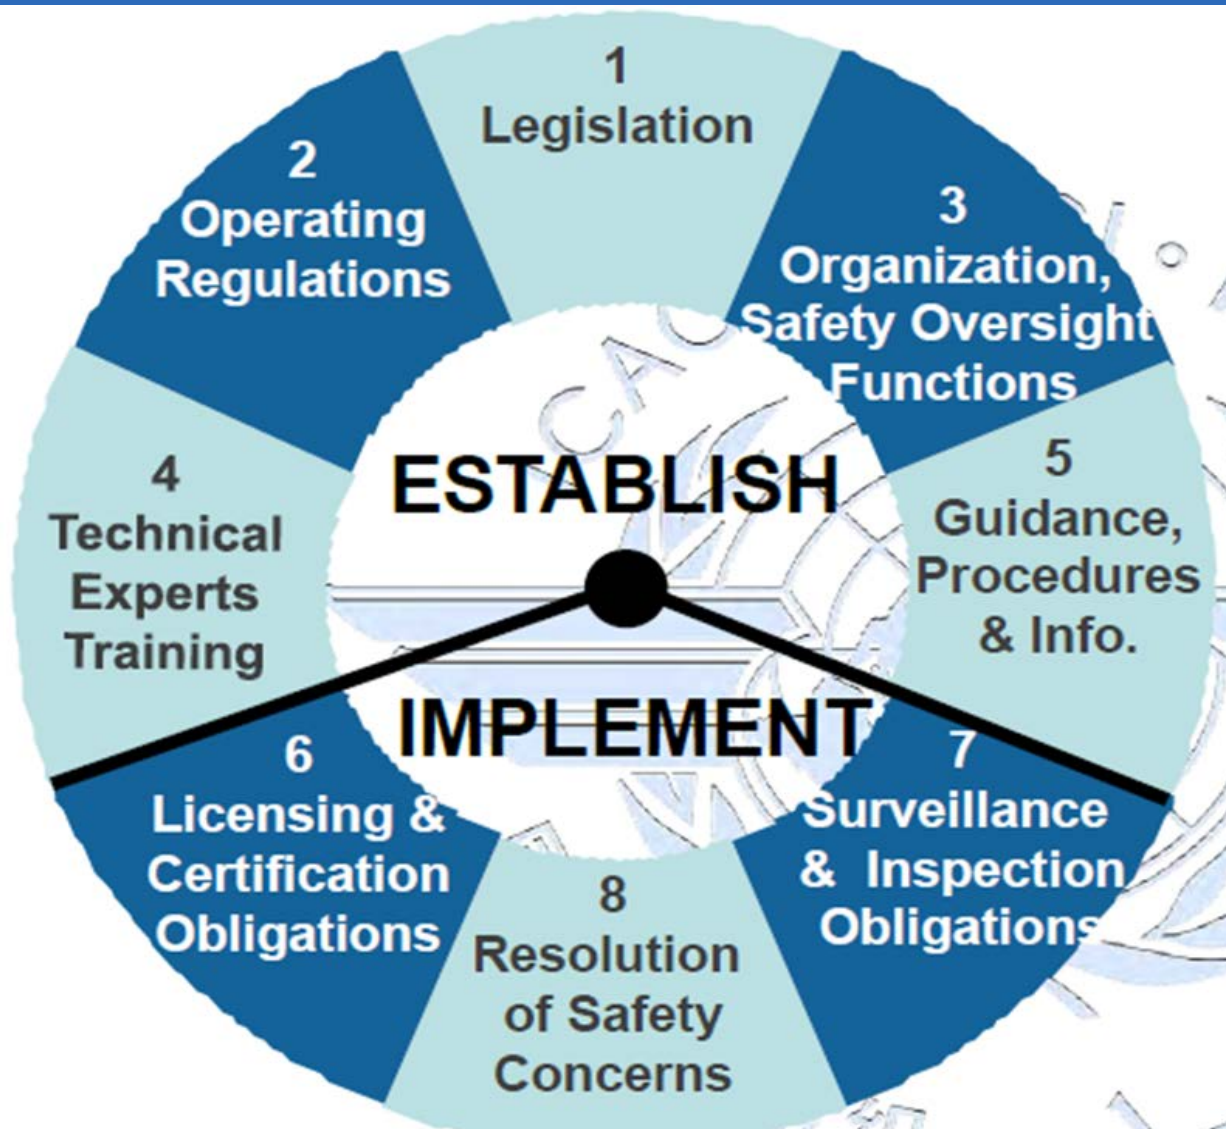 1
Legislation
2
Operating
Regulations
3
Organization,
Safety Oversight
Functions
4
Technical
Experts
Training
5
Guidance,
Procedures
& Info.
ESTABLISH
IMPLEMENT
6
Licensing &
Certification
Obligations
7
Surveillance
& Inspection
Obligations
8
Resolution
of Safety
Concerns